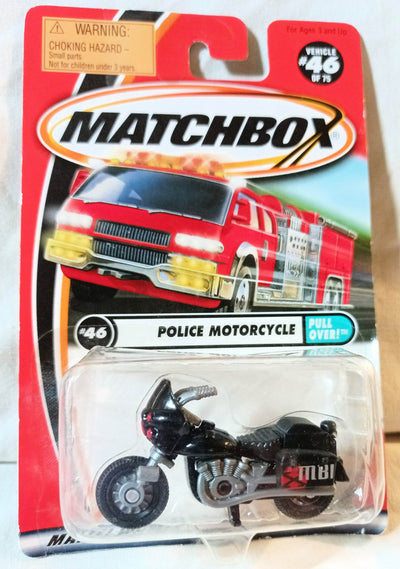 ⚠ WARNING:
CHOKING HAZARD –
Small parts
Not for children under 3 years.
For Ages 3 and Up
VEHICLE
#46
OF 75
MATCHBOX®
#46
POLICE MOTORCYCLE
PULL
OVER!™
MBI